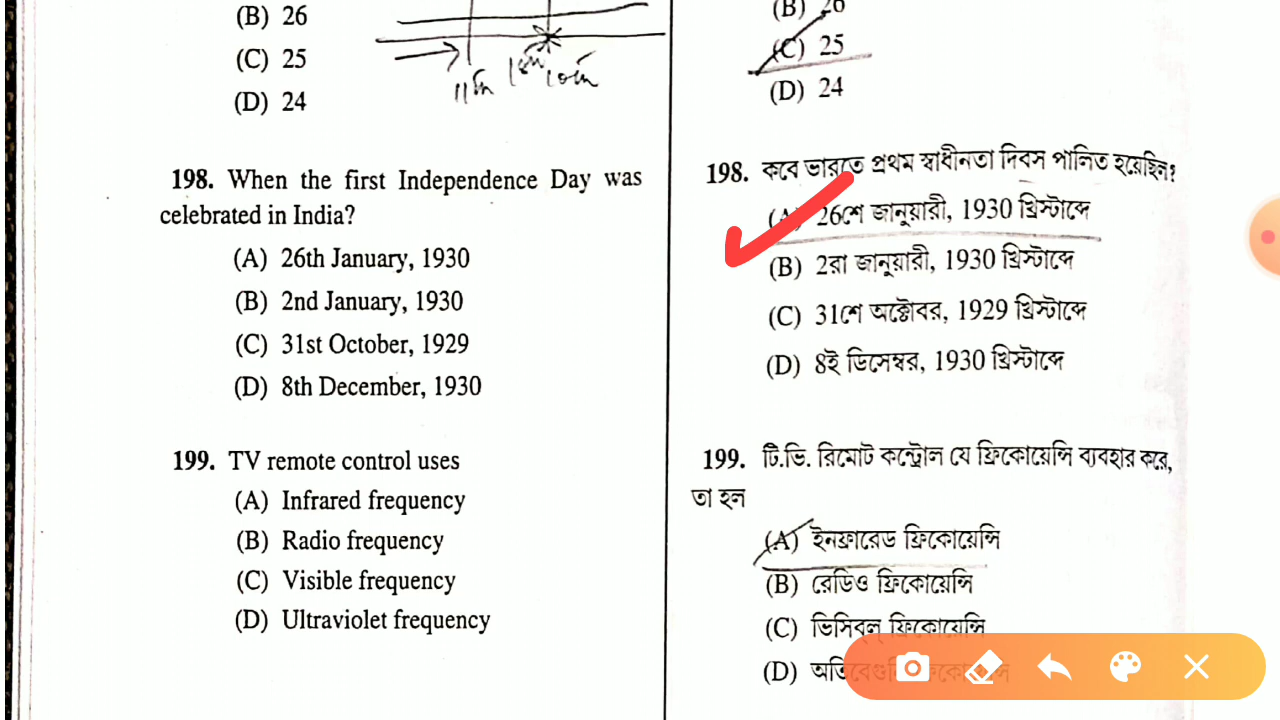 (B) 26
(C) 25
(D) 24
198. When the first Independence Day was
celebrated in India?
(A) 26th January, 1930
(B) 2nd January, 1930
(C) 31st October, 1929
(D) 8th December, 1930
199. TV remote control uses
(A) Infrared frequency
(B) Radio frequency
(C) Visible frequency
(D) Ultraviolet frequency
(B) 26
(C) 25
(D) 24
198. কবে ভারতে প্রথম স্বাধীনতা দিবস পালিত হয়েছিল?
(A) 26শে জানুয়ারী, 1930 খ্রিস্টাব্দে
(B) 2রা জানুয়ারী, 1930 খ্রিস্টাব্দে
(C) 31শে অক্টোবর, 1929 খ্রিস্টাব্দে
(D) 8ই ডিসেম্বর, 1930 খ্রিস্টাব্দে
199. টি.ভি. রিমোট কন্ট্রোল যে ফ্রিকোয়েন্সি ব্যবহার করে,
তা হল
(A) ইনফ্রারেড ফ্রিকোয়েন্সি
(B) রেডিও ফ্রিকোয়েন্সি
(C) ভিসিবল্ ফ্রিকোয়েন্সি
(D)